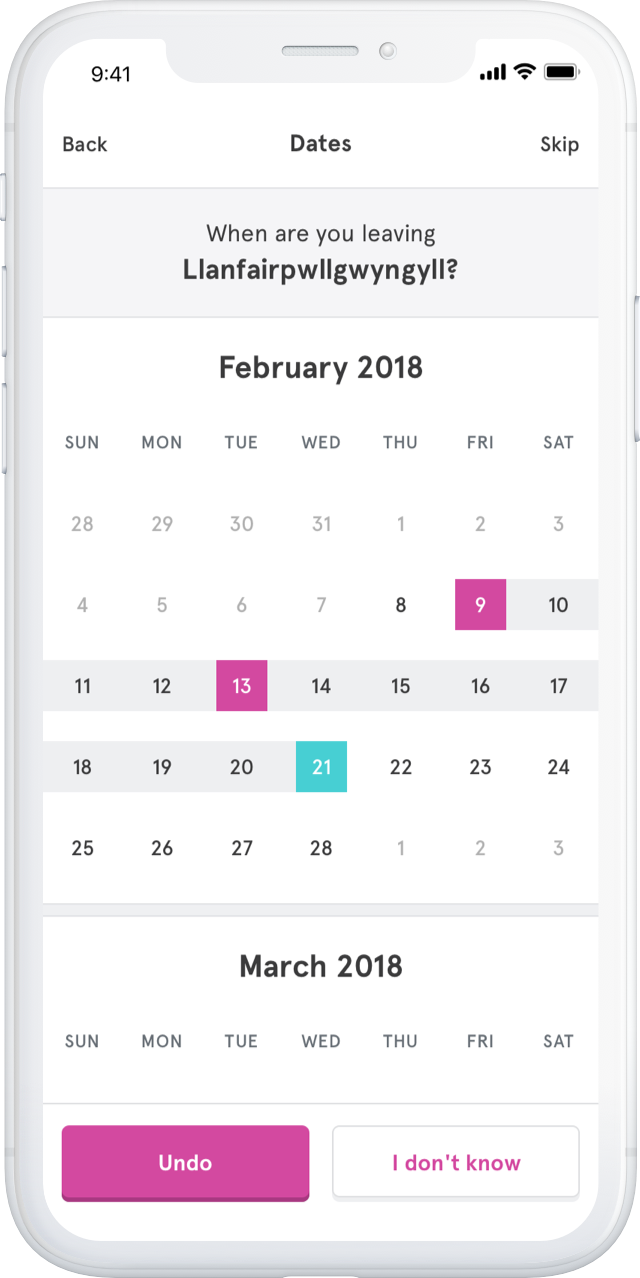 9:41
Back Dates Skip
When are you leaving
Llanfairpwllgwyngyll?
February 2018
SUN MON TUE WED THU FRI SAT
28 29 30 31 1 2 3
4 5 6 7 8 9 10
11 12 13 14 15 16 17
18 19 20 21 22 23 24
25 26 27 28 1 2 3
March 2018
SUN MON TUE WED THU FRI SAT
Undo I don't know